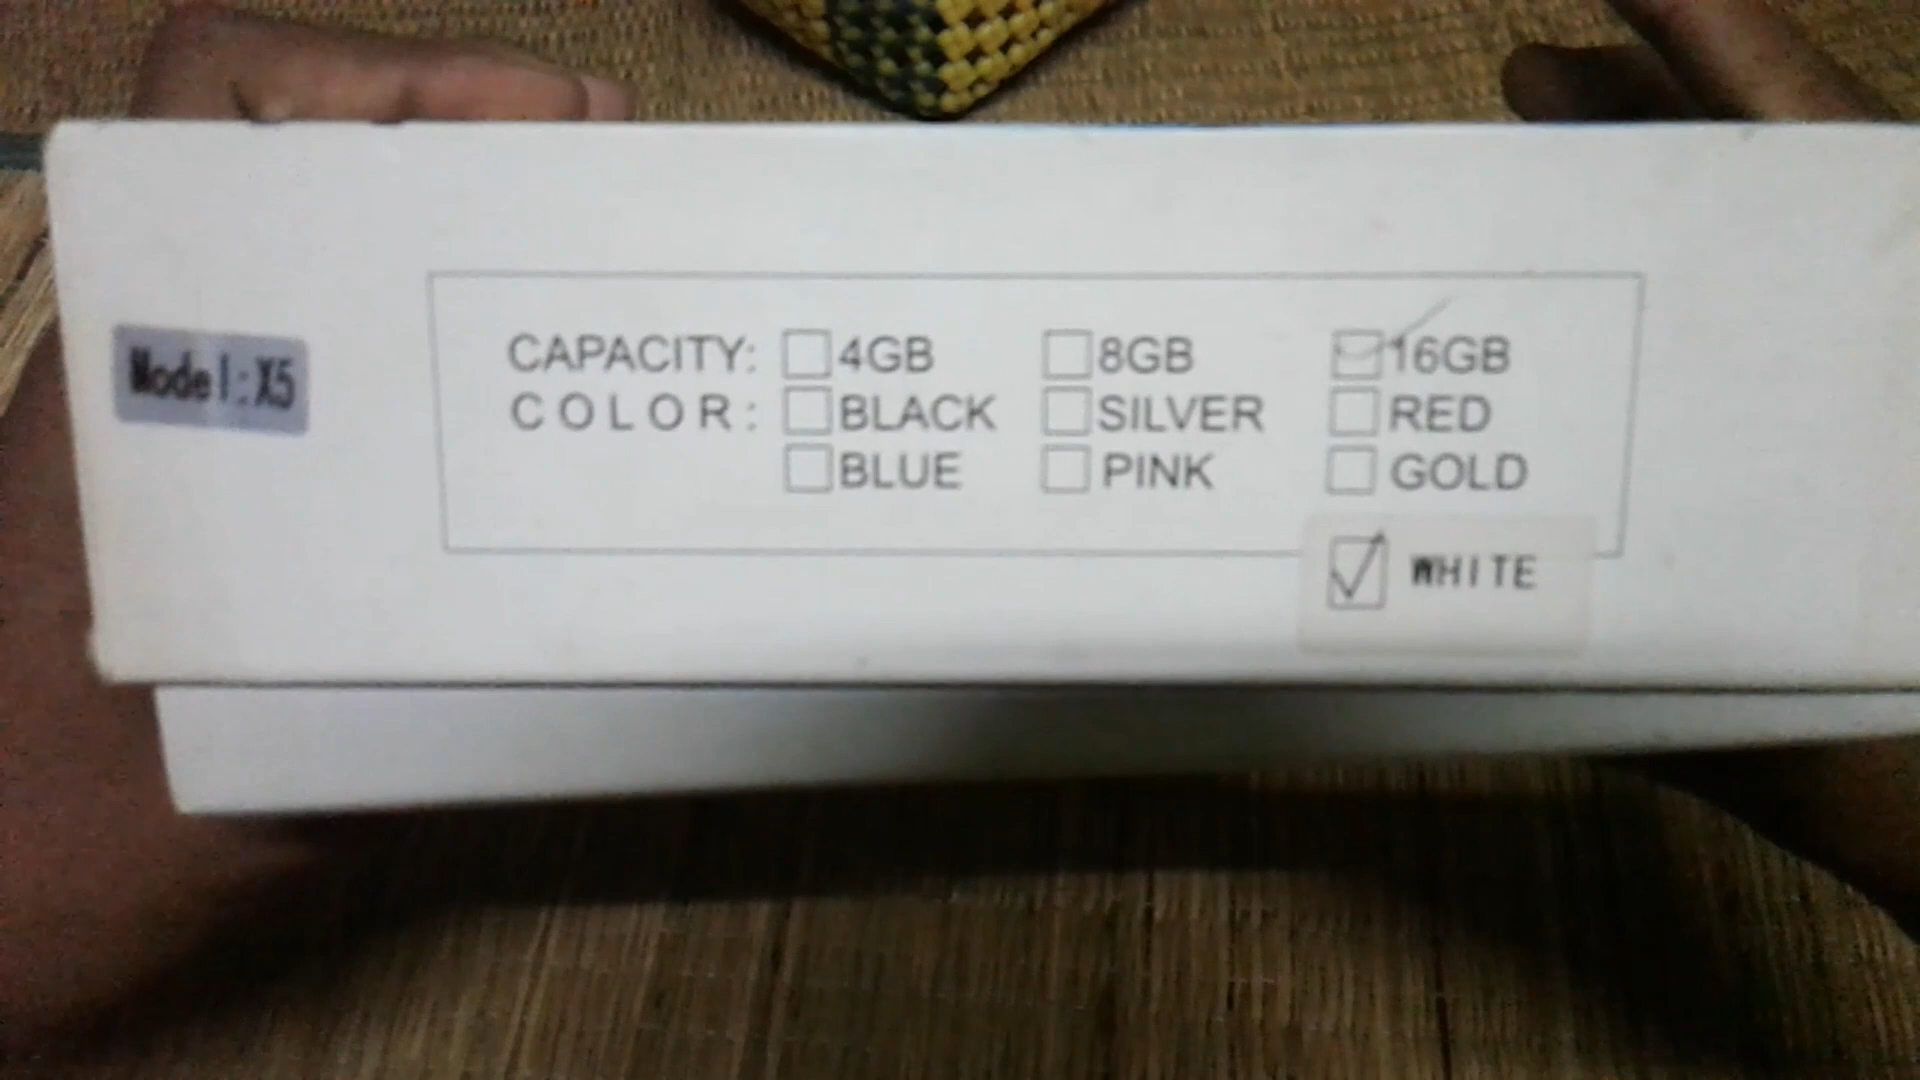 Model:X5
CAPACITY: ☐4GB ☐8GB ☑16GB
COLOR: ☐BLACK ☐SILVER ☐RED
☐BLUE ☐PINK ☐GOLD
☑ WHITE